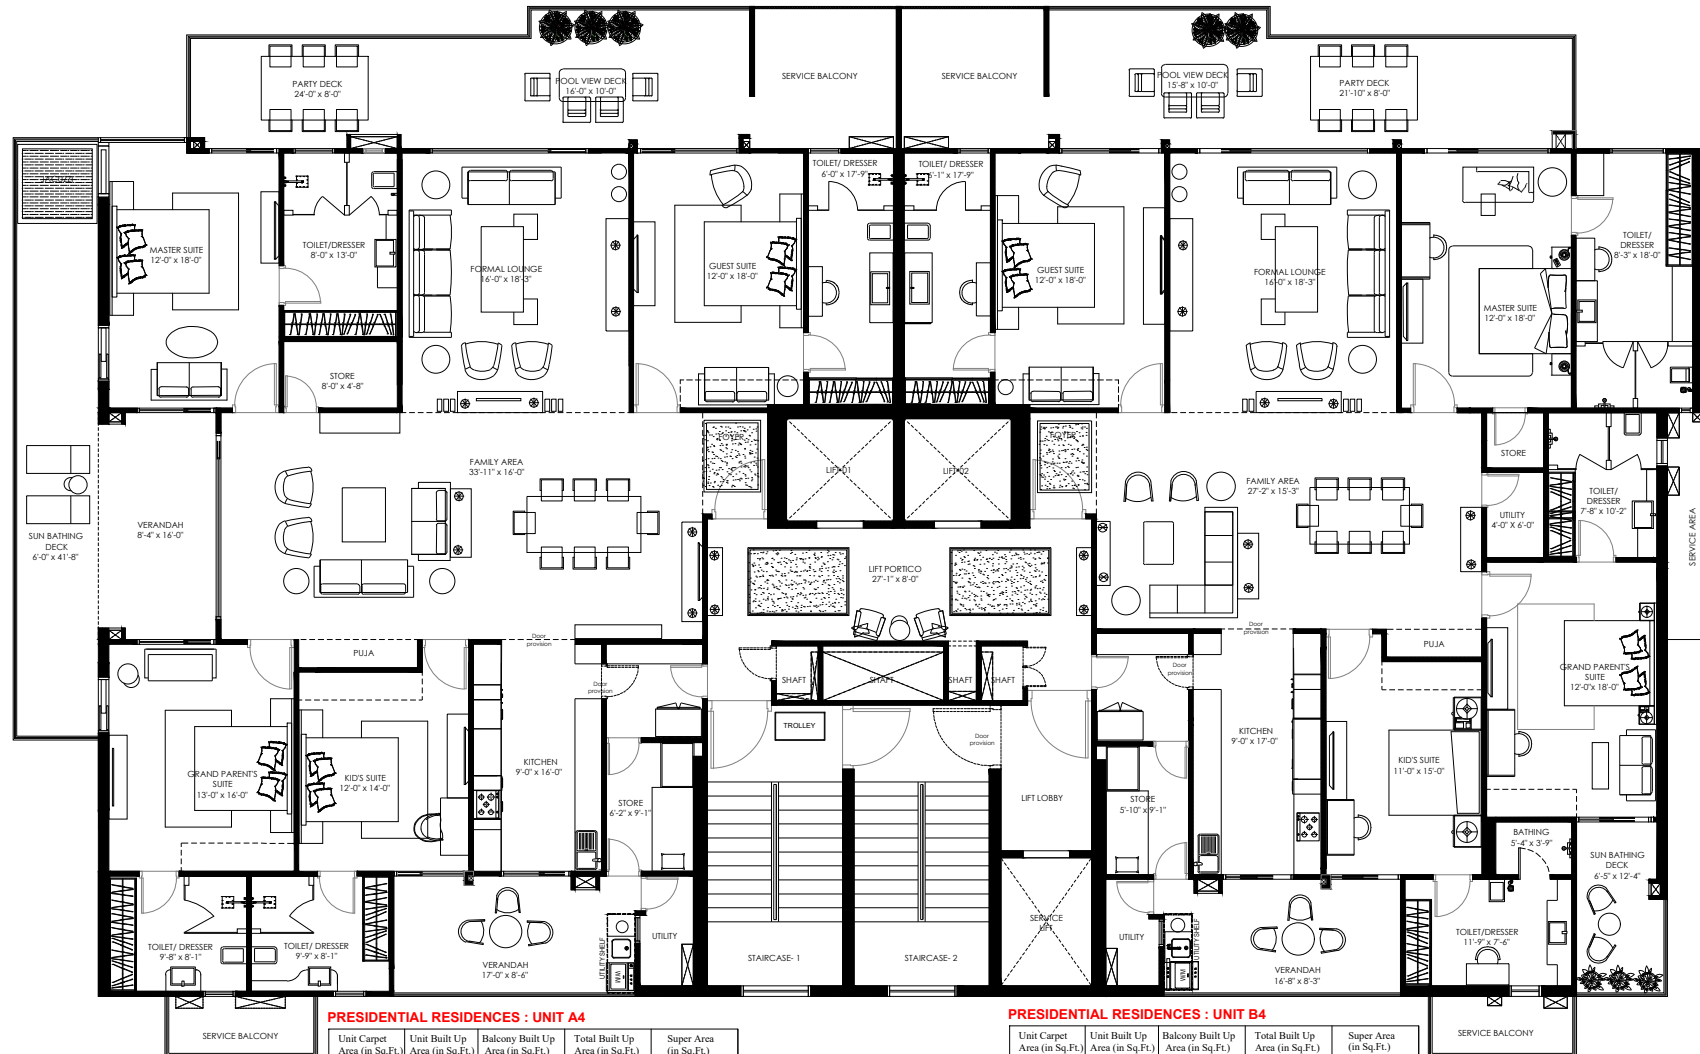 SERVICE BALCONY
SERVICE BALCONY
PARTY DECK
24'-0" x 8'-0"
POOL VIEW DECK
16'-0" x 10'-0"
POOL VIEW DECK
15'-8" x 10'-0"
PARTY DECK
21'-10" x 8'-0"
TOILET/ DRESSER
6'-0" x 17'-9"
TOILET/ DRESSER
6'-1" x 17'-9"
MASTER SUITE
12'-0" x 18'-0"
TOILET/DRESSER
8'-0" x 13'-0"
FORMAL LOUNGE
16'-0" x 18'-3"
GUEST SUITE
12'-0" x 18'-0"
GUEST SUITE
12'-0" x 18'-0"
FORMAL LOUNGE
16'-0" x 18'-3"
MASTER SUITE
12'-0" x 18'-0"
TOILET/
DRESSER
8'-3" x 18'-0"
STORE
8'-0" x 4'-8"
FOYER
LIFT-01
LIFT-02
FOYER
FAMILY AREA
33'-11" x 16'-0"
FAMILY AREA
27'-2" x 15'-3"
STORE
UTILITY
4'-0" X 6'-0"
TOILET/
DRESSER
7'-8" x 10'-2"
SERVICE AREA
SUN BATHING
DECK
6'-0" x 41'-8"
VERANDAH
8'-4" x 16'-0"
LIFT PORTICO
27'-1" x 8'-0"
PUJA
Door
provision
Door
provision
SHAFT
SHAFT
SHAFT
SHAFT
Door
provision
Door
provision
PUJA
GRAND PARENT'S
SUITE
12'-0"x 18'-0"
TROLLEY
Door
provision
GRAND PARENT'S
SUITE
13'-0" x 16'-0"
KID'S SUITE
12'-0" x 14'-0"
KITCHEN
9'-0" x 16'-0"
STORE
6'-2" x 9'-1"
LIFT LOBBY
STORE
5'-10" x 9'-1"
KITCHEN
9'-0" x 17'-0"
KID'S SUITE
11'-0" x 15'-0"
BATHING
5'-4" x 3'-9"
SUN BATHING
DECK
6'-5" x 12'-4"
TOILET/ DRESSER
9'-8" x 8'-1"
TOILET/ DRESSER
9'-9" x 8'-1"
VERANDAH
17'-0" x 8'-6"
UTILITY SHELF
WM
UTILITY
STAIRCASE- 1
STAIRCASE- 2
SERVICE
LIFT
UTILITY
UTILITY SHELF
WM
VERANDAH
16'-8" x 8'-3"
TOILET/DRESSER
11'-9" x 7'-6"
SERVICE BALCONY
SERVICE BALCONY
PRESIDENTIAL RESIDENCES : UNIT A4
Unit Carpet Area (in Sq.Ft.) Unit Built Up Area (in Sq.Ft.) Balcony Built Up Area (in Sq.Ft.) Total Built Up Area (in Sq.Ft.) Super Area (in Sq.Ft.)
PRESIDENTIAL RESIDENCES : UNIT B4
Unit Carpet Area (in Sq.Ft.) Unit Built Up Area (in Sq.Ft.) Balcony Built Up Area (in Sq.Ft.) Total Built Up Area (in Sq.Ft.) Super Area (in Sq.Ft.)